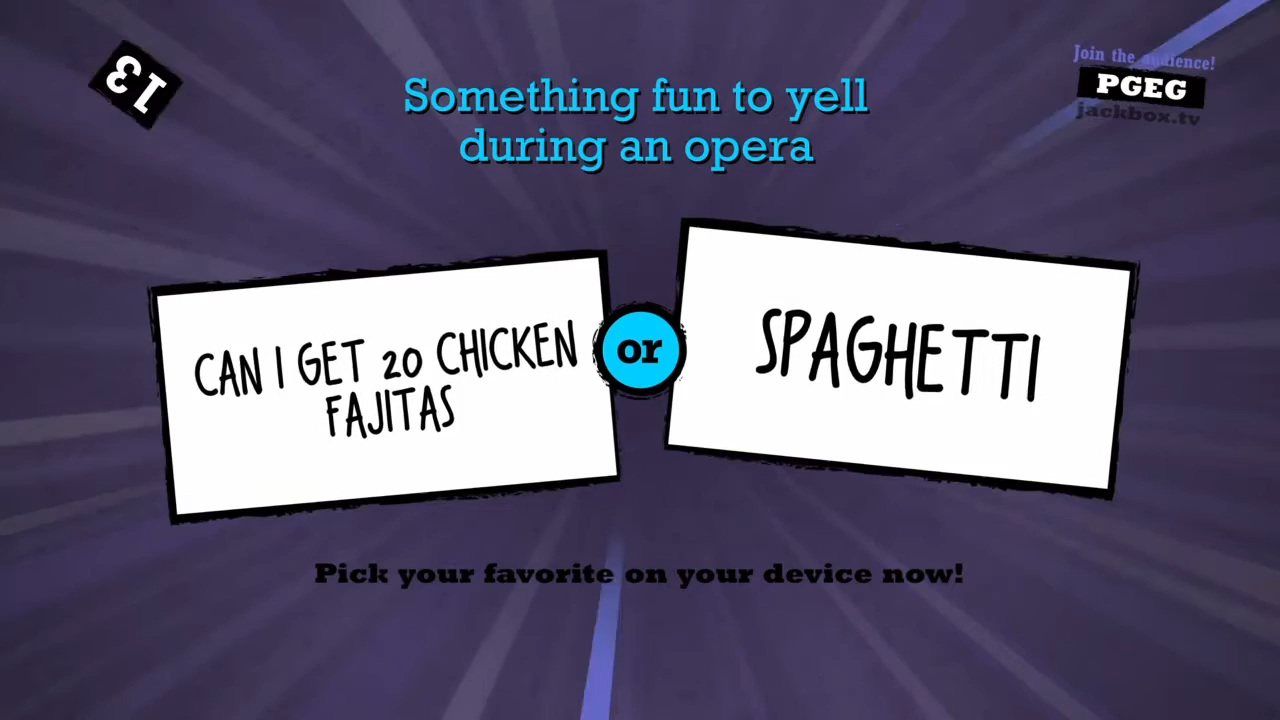 13
Join the audience!
PGEG
jackbox.tv
Something fun to yell
during an opera
CAN I GET 20 CHICKEN
FAJITAS
or
SPAGHETTI
Pick your favorite on your device now!